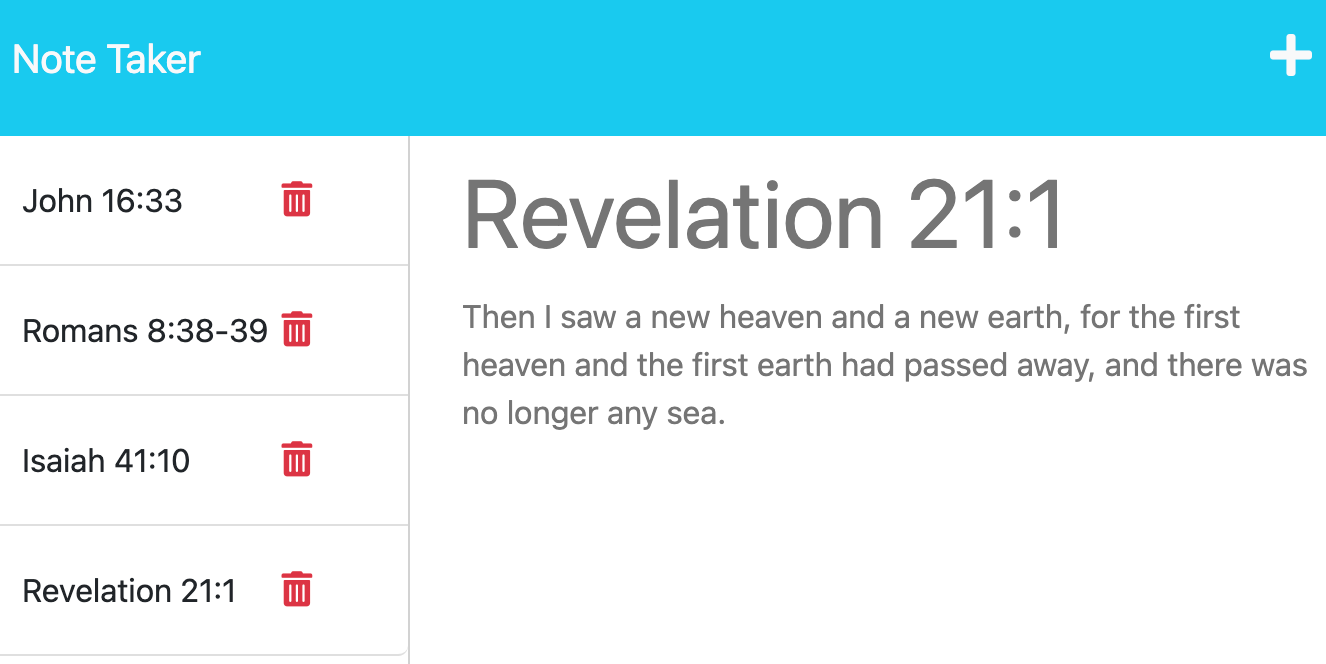 Note Taker
John 16:33
Romans 8:38-39
Isaiah 41:10
Revelation 21:1
Revelation 21:1
Then I saw a new heaven and a new earth, for the first
heaven and the first earth had passed away, and there was
no longer any sea.